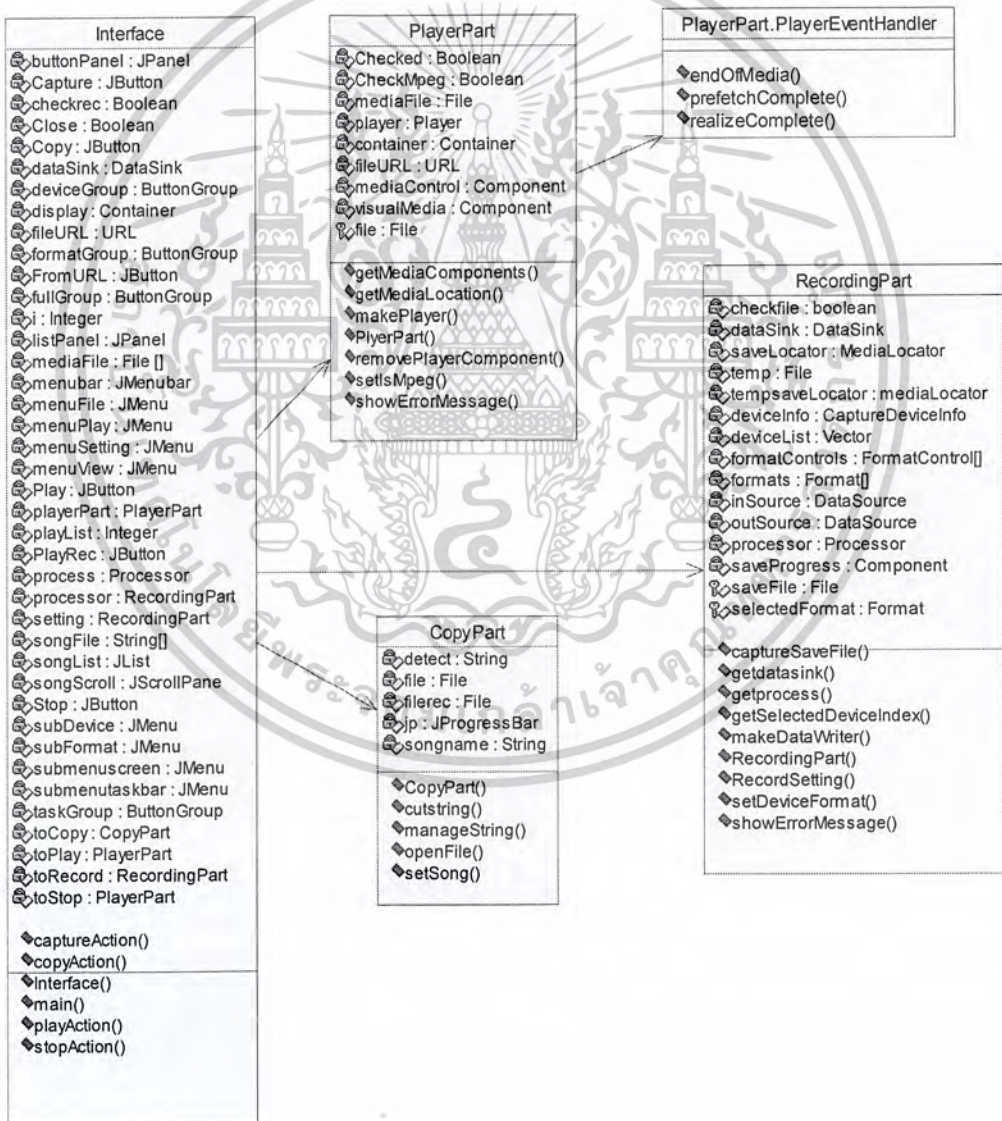 Interface
buttonPanel : JPanel
Capture : JButton
checkrec : Boolean
Close : Boolean
Copy : JButton
dataSink : DataSink
deviceGroup : ButtonGroup
display : Container
fileURL : URL
formatGroup : ButtonGroup
FromURL : JButton
fullGroup : ButtonGroup
i : Integer
listPanel : JPanel
mediaFile : File []
menubar : JMenubar
menuFile : JMenu
menuPlay : JMenu
menuSetting : JMenu
menuView : JMenu
Play : JButton
playerPart : PlayerPart
playList : Integer
PlayRec : JButton
process : Processor
processor : RecordingPart
setting : RecordingPart
songFile : String[]
songList : JList
songScroll : JScrollPane
Stop : JButton
subDevice : JMenu
subFormat : JMenu
submenuscreen : JMenu
submenutaskbar : JMenu
taskGroup : ButtonGroup
toCopy : CopyPart
toPlay : PlayerPart
toRecord : RecordingPart
toStop : PlayerPart
captureAction()
copyAction()
Interface()
main()
playAction()
stopAction()
PlayerPart
Checked : Boolean
CheckMpeg : Boolean
mediaFile : File
player : Player
container : Container
fileURL : URL
mediaControl : Component
visualMedia : Component
file : File
getMediaComponents()
getMediaLocation()
makePlayer()
PlyerPart()
removePlayerComponent()
setIsMpeg()
showErrorMessage()
PlayerPart.PlayerEventHandler
endOfMedia()
prefetchComplete()
realizeComplete()
RecordingPart
checkfile : boolean
dataSink : DataSink
saveLocator : MediaLocator
temp : File
tempsaveLocator : mediaLocator
deviceInfo : CaptureDeviceInfo
deviceList : Vector
formatControls : FormatControl[]
formats : Format[]
inSource : DataSource
outSource : DataSource
processor : Processor
saveProgress : Component
saveFile : File
selectedFormat : Format
captureSaveFile()
getdatasink()
getprocess()
getSelectedDeviceIndex()
makeDataWriter()
RecordingPart()
RecordSetting()
setDeviceFormat()
showErrorMessage()
CopyPart
detect : String
file : File
filerec : File
jp : JProgressBar
songname : String
CopyPart()
cutstring()
manageString()
openFile()
setSong()